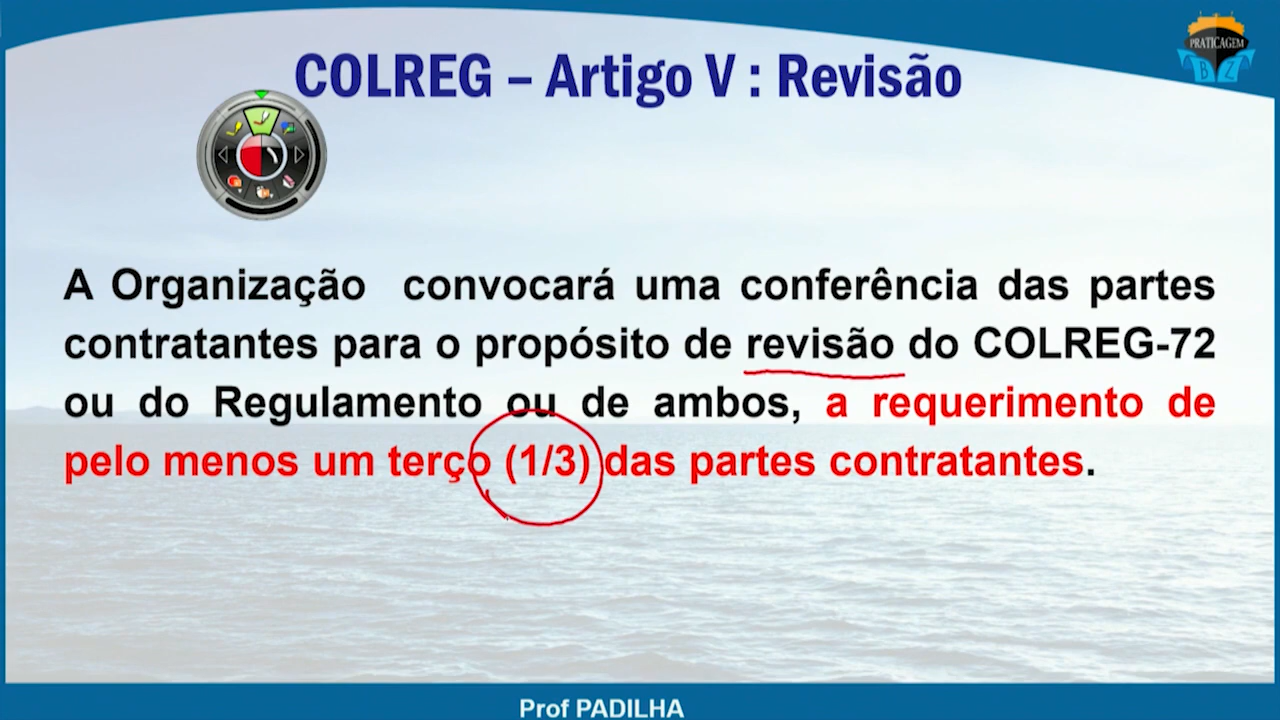 PRATICAGEM
BZ
COLREG – Artigo V : Revisão
A Organização convocará uma conferência das partes
contratantes para o propósito de revisão do COLREG-72
ou do Regulamento ou de ambos, a requerimento de
pelo menos um terço (1/3) das partes contratantes.
Prof PADILHA